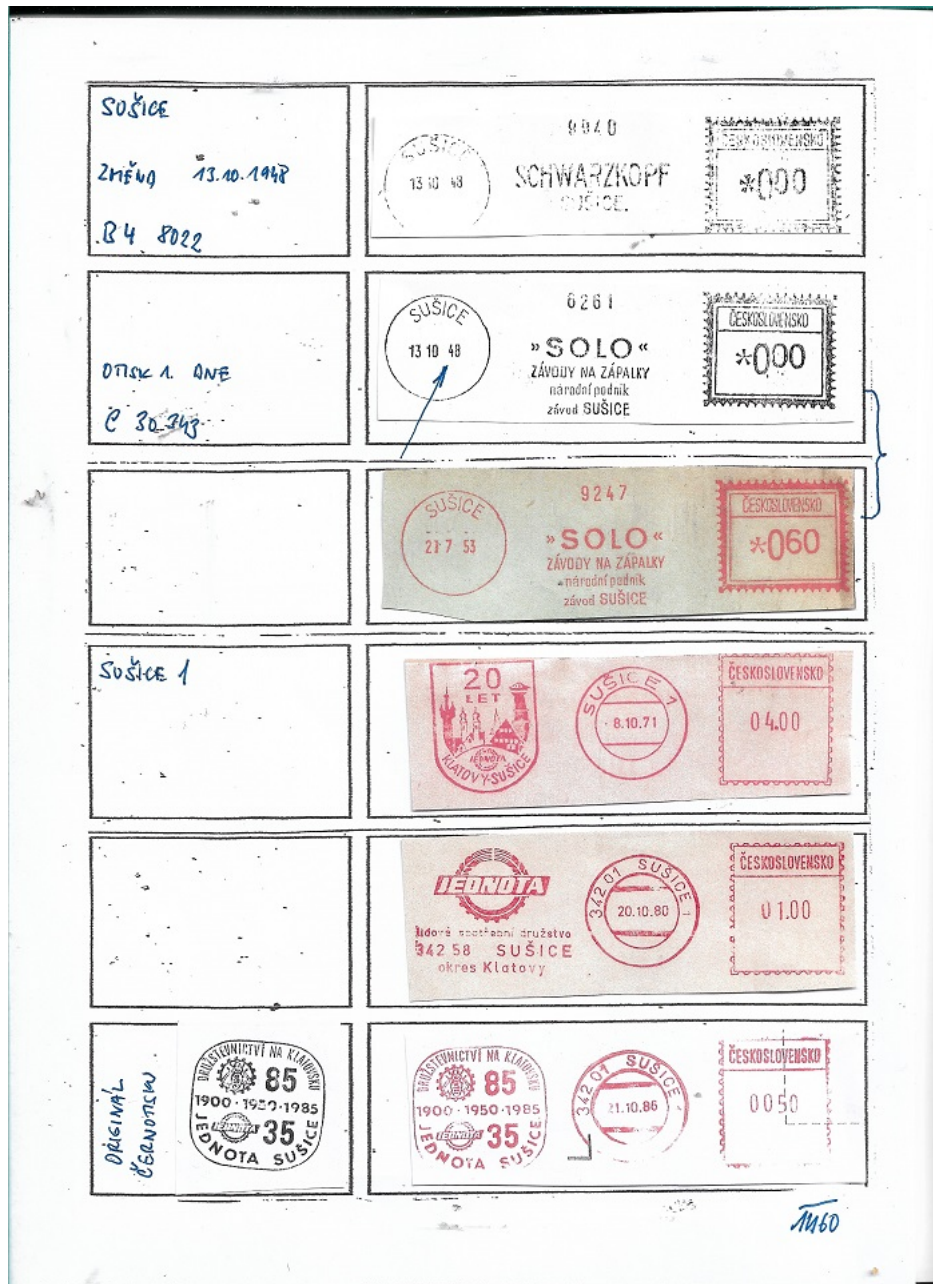 SUŠICE
ZMĚNA 13.10.1948
B4 8022
SUŠICE
13 10 48
9940
SCHWARZKOPF
SUŠICE.
ČESKOSLOVENSKO
*000
OTISK 1. DNE
C 30343
SUŠICE
13 10 48
6261
» SOLO «
ZÁVODY NA ZÁPALKY
národní podnik
závod SUŠICE
ČESKOSLOVENSKO
*000
SUŠICE
21 7 53
9247
» SOLO «
ZÁVODY NA ZÁPALKY
národní podnik
závod SUŠICE
ČESKOSLOVENSKO
*060
SUŠICE 1
20
LET
JEDNOTA
KLATOVY-SUŠICE
SUŠICE 1
8.10.71
ČESKOSLOVENSKO
04.00
JEDNOTA
lidové spotřební družstvo
342 58 SUŠICE
okres Klatovy
342 01 SUŠICE 1
20.10.80
ČESKOSLOVENSKO
01.00
ORIGINÁL
ČERNOTISKU
DRUŽSTEVNICTVÍ NA KLATOVSKU
85
1900 · 1950 · 1985
JEDNOTA
35
JEDNOTA SUŠICE
DRUŽSTEVNICTVÍ NA KLATOVSKU
85
1900 · 1950 · 1985
JEDNOTA
35
JEDNOTA SUŠICE
342 01 SUŠICE
21.10.86
ČESKOSLOVENSKO
0050